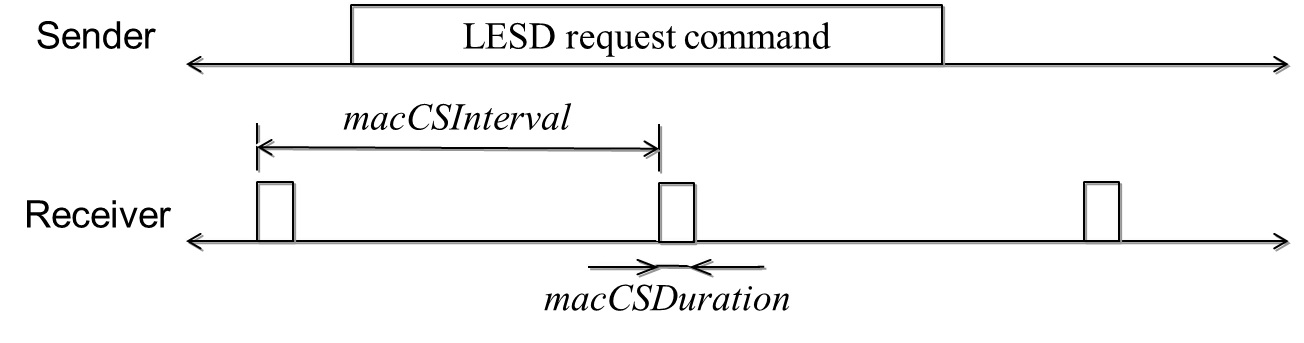 Sender
LESD request command
macCSInterval
Receiver
macCSDuration